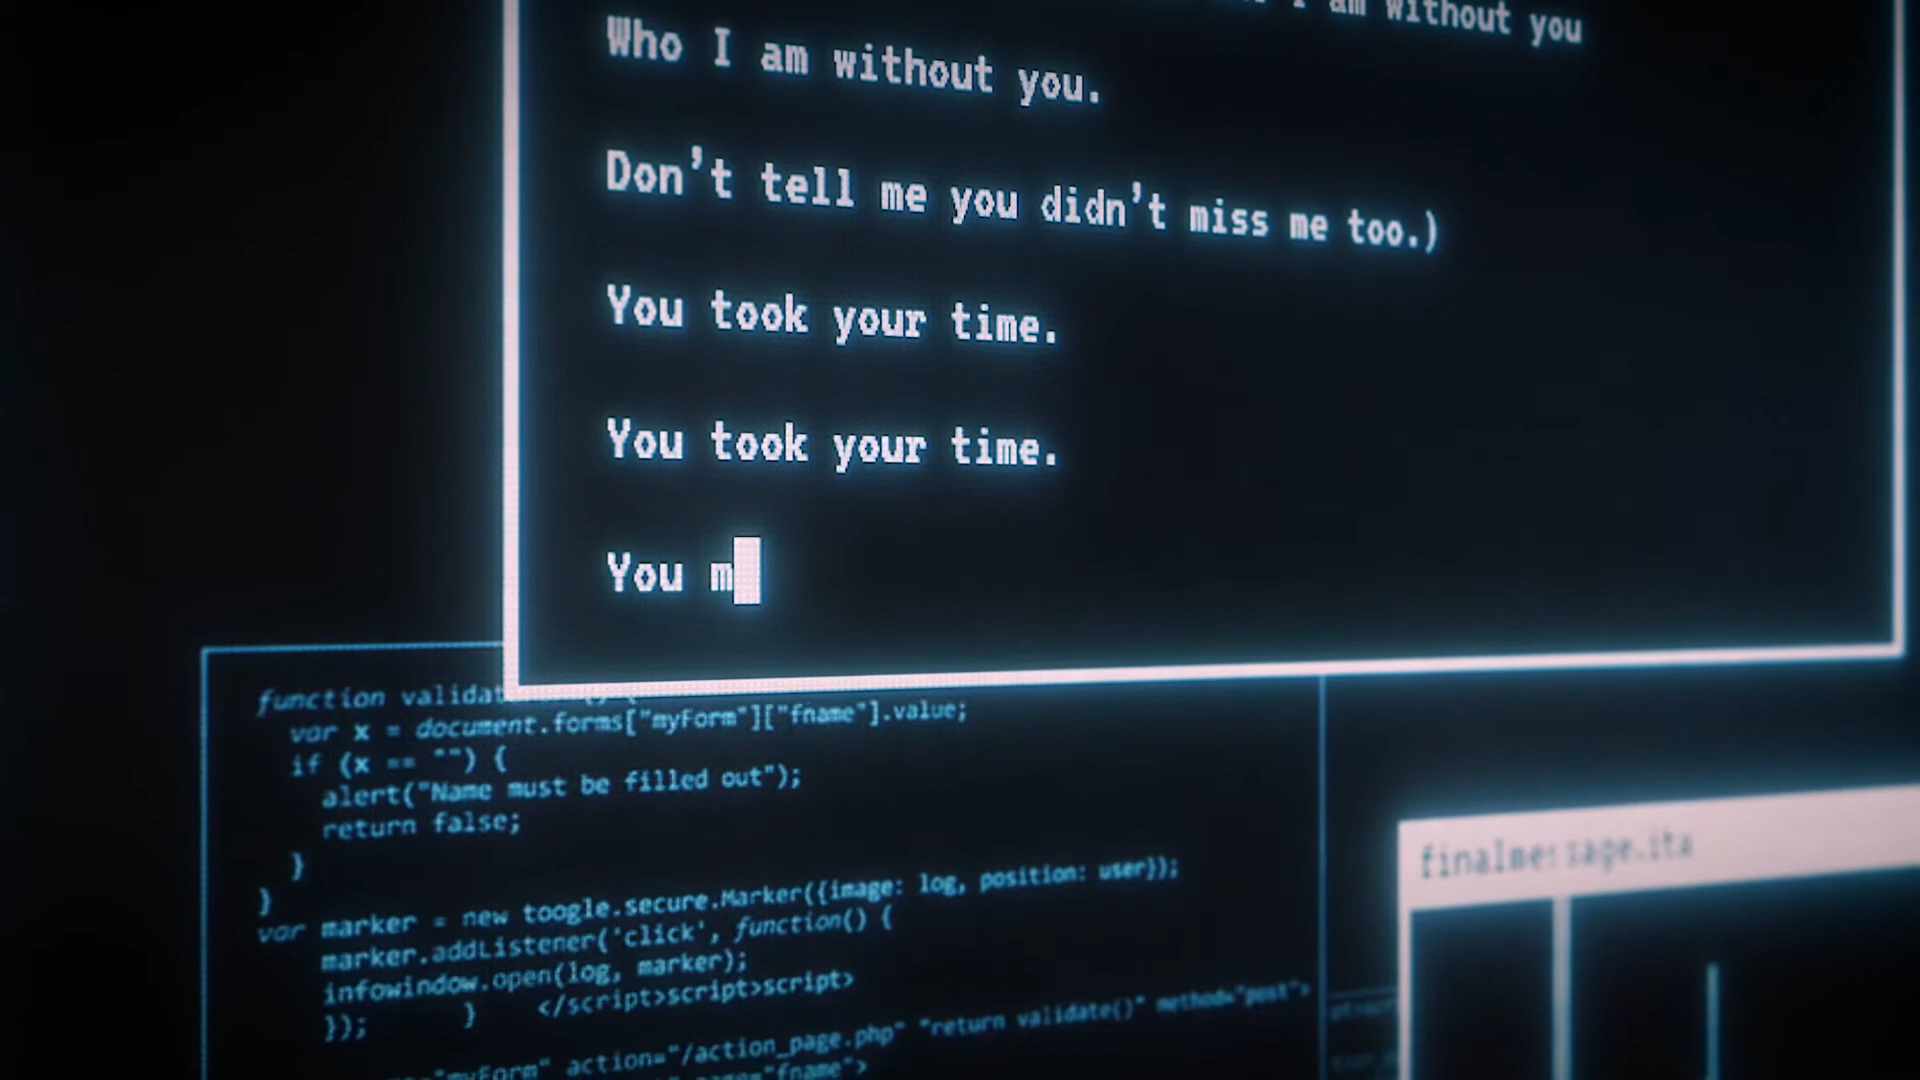 I am without you
Who I am without you.
Don’t tell me you didn’t miss me too.)
You took your time.
You took your time.
You m
function validat
var x = document.forms["myForm"]["fname"].value;
if (x == "") {
alert("Name must be filled out");
return false;
}
}
var marker = new toogle.secure.Marker({image: log, position: user});
marker.addListener('click', function() {
infowindow.open(log, marker);
} </script>script>script>
});
"myForm" action="/action_page.php" "return validate()" method="post">
"fname">
finalmessage.ita